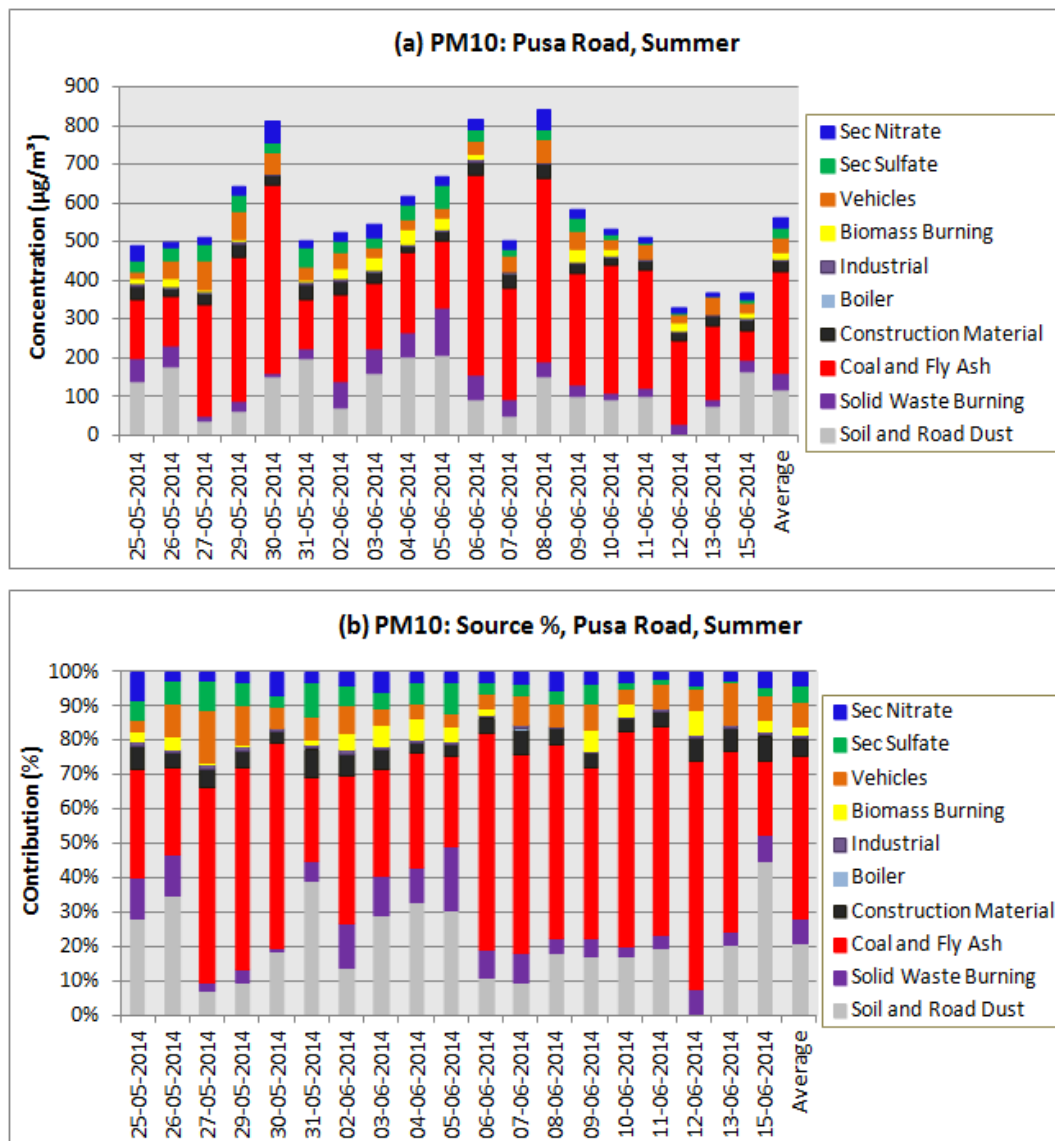 (a) PM10: Pusa Road, Summer
Concentration (µg/m³)
900
800
700
600
500
400
300
200
100
0
25-05-2014
26-05-2014
27-05-2014
29-05-2014
30-05-2014
31-05-2014
02-06-2014
03-06-2014
04-06-2014
05-06-2014
06-06-2014
07-06-2014
08-06-2014
09-06-2014
10-06-2014
11-06-2014
12-06-2014
13-06-2014
15-06-2014
Average
Sec Nitrate
Sec Sulfate
Vehicles
Biomass Burning
Industrial
Boiler
Construction Material
Coal and Fly Ash
Solid Waste Burning
Soil and Road Dust
(b) PM10: Source %, Pusa Road, Summer
COntribution (%)
100%
90%
80%
70%
60%
50%
40%
30%
20%
10%
0%
25-05-2014
26-05-2014
27-05-2014
29-05-2014
30-05-2014
31-05-2014
02-06-2014
03-06-2014
04-06-2014
05-06-2014
06-06-2014
07-06-2014
08-06-2014
09-06-2014
10-06-2014
11-06-2014
12-06-2014
13-06-2014
15-06-2014
Average
Sec Nitrate
Sec Sulfate
Vehicles
Biomass Burning
Industrial
Boiler
Construction Material
Coal and Fly Ash
Solid Waste Burning
Soil and Road Dust